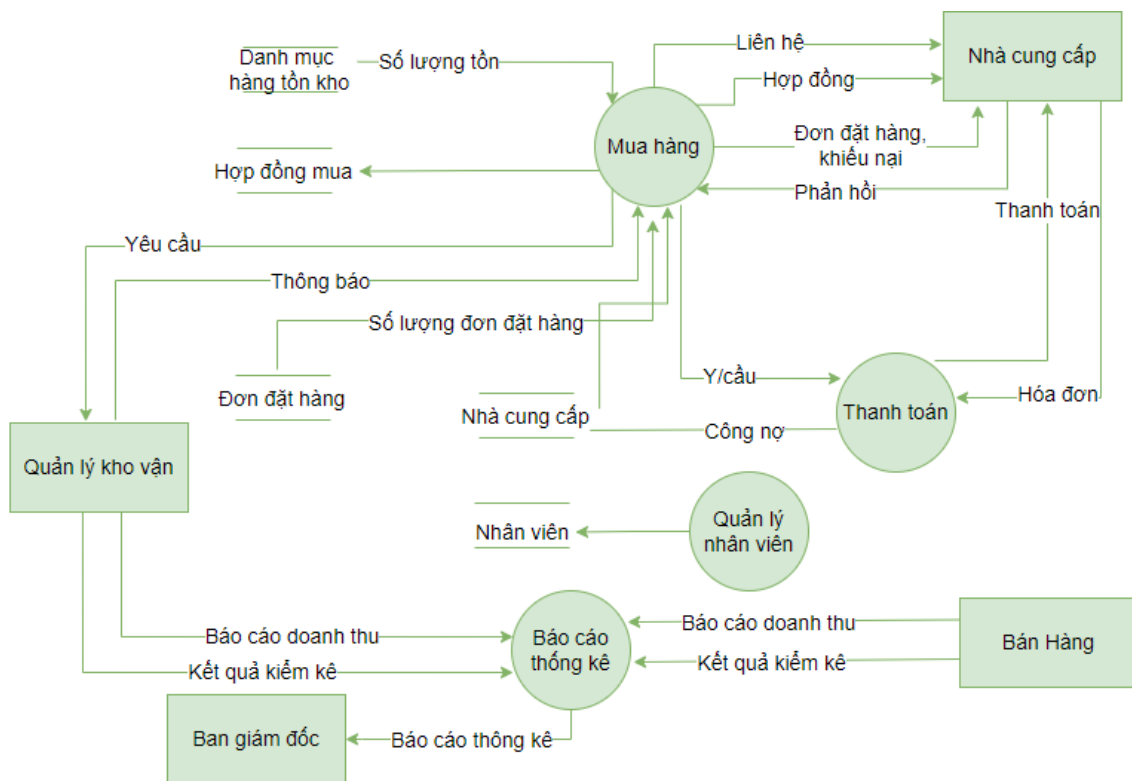 Liên hệ
Danh mục
hàng tồn kho
Số lượng tồn
Nhà cung cấp
Hợp đồng
Mua hàng
Đơn đặt hàng,
khiếu nại
Hợp đồng mua
Phản hồi
Thanh toán
Yêu cầu
Thông báo
Số lượng đơn đặt hàng
Y/cầu
Đơn đặt hàng
Hóa đơn
Nhà cung cấp
Thanh toán
Công nợ
Quản lý kho vận
Nhân viên
Quản lý
nhân viên
Báo cáo doanh thu
Báo cáo
thống kê
Báo cáo doanh thu
Bán Hàng
Kết quả kiểm kê
Kết quả kiểm kê
Ban giám đốc
Báo cáo thông kê